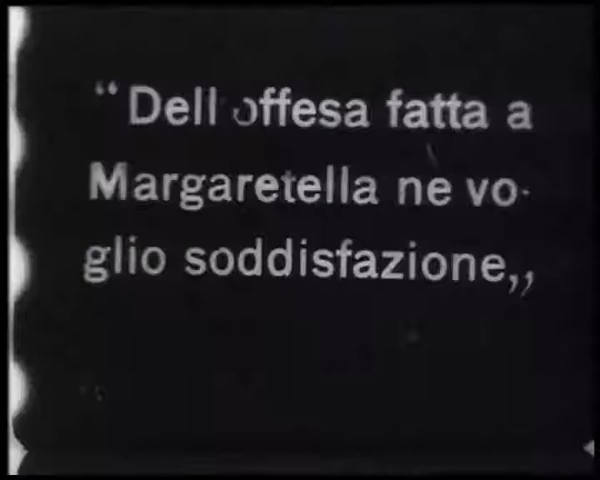 “Dell offesa fatta a
Margaretella ne vo-
glio soddisfazione„